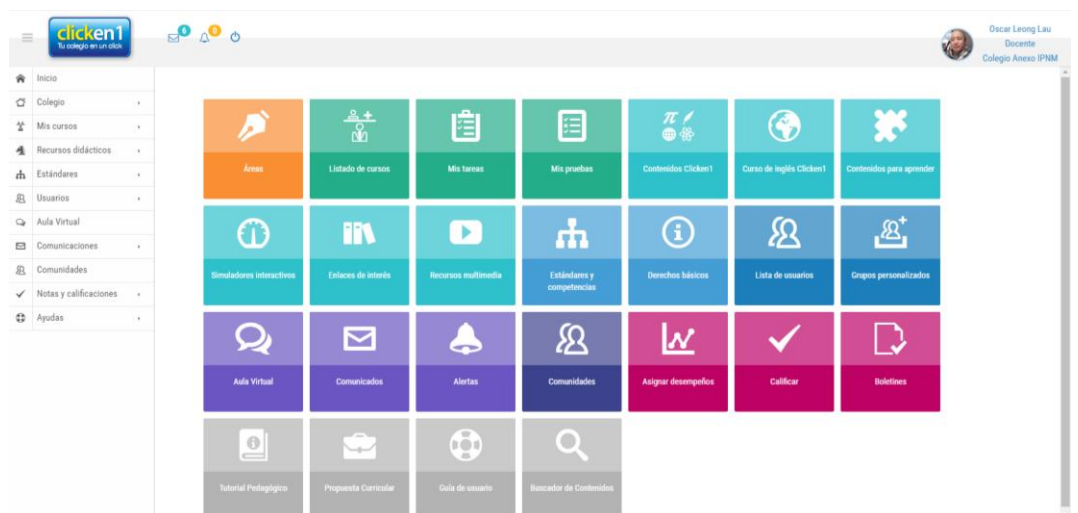 clicken1
Tu colegio en un click
6
0
Oscar Leong Lau
Docente
Colegio Anexo IPNM
Inicio
Colegio
Mis cursos
Recursos didácticos
Estándares
Usuarios
Aula Virtual
Comunicaciones
Comunidades
Notas y calificaciones
Ayudas
Áreas
Listado de cursos
Mis tareas
Mis pruebas
Contenidos Clicken1
Curso de Inglés Clicken1
Contenidos para aprender
Simuladores interactivos
Enlaces de interés
Recursos multimedia
Estándares y
competencias
Derechos básicos
Lista de usuarios
Grupos personalizados
Aula Virtual
Comunicados
Alertas
Comunidades
Asignar desempeños
Calificar
Boletines
Tutorial Pedagógico
Propuesta Curricular
Guía de usuario
Buscador de Contenidos